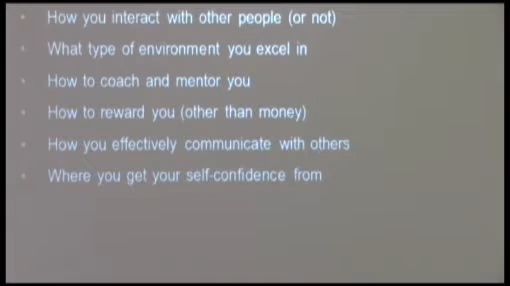 • How you interact with other people (or not)
• What type of environment you excel in
• How to coach and mentor you
• How to reward you (other than money)
• How you effectively communicate with others
• Where you get your self-confidence from